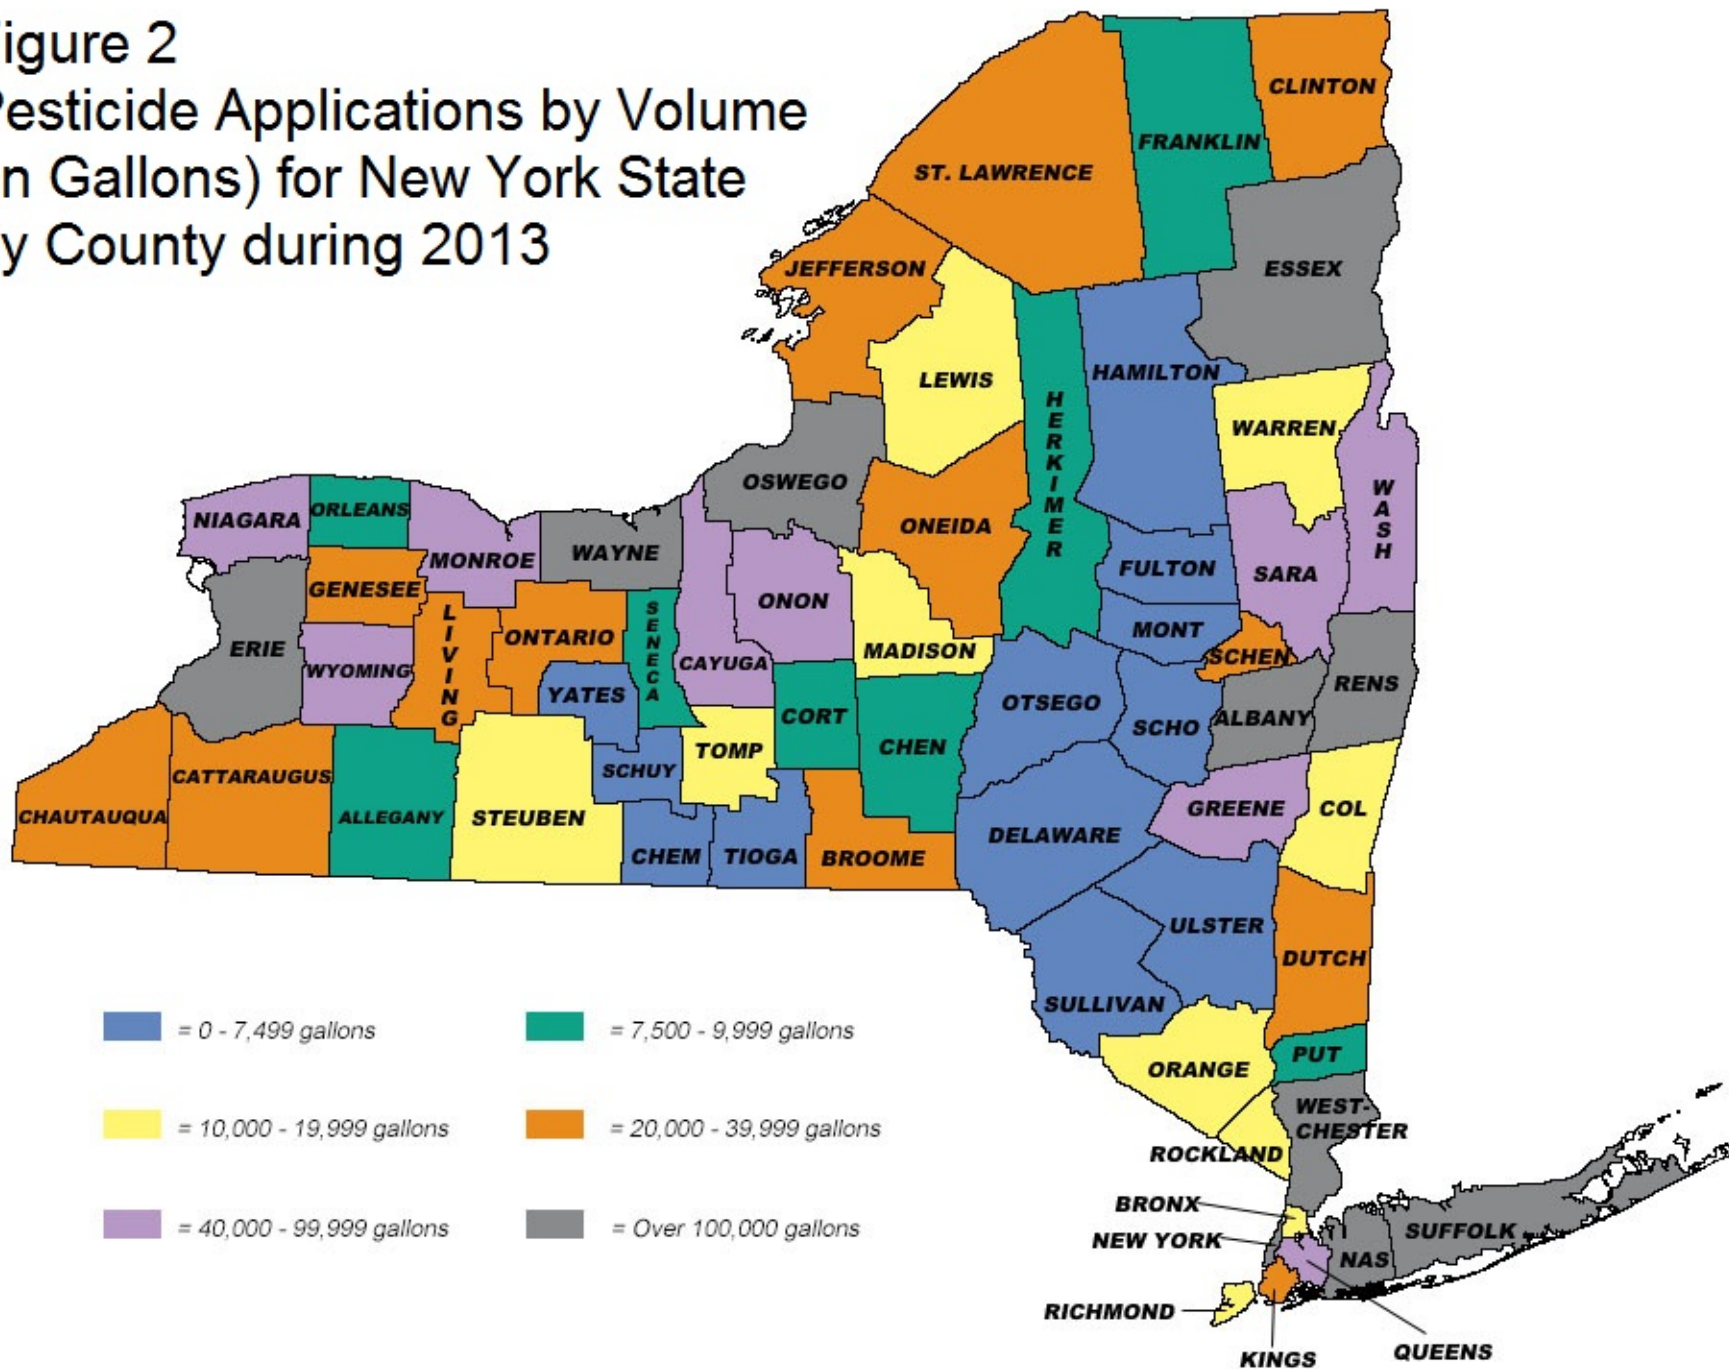 igure 2
esticide Applications by Volume
n Gallons) for New York State
y County during 2013
CLINTON
FRANKLIN
ST. LAWRENCE
ESSEX
JEFFERSON
HAMILTON
LEWIS
HERKIMER
WARREN
OSWEGO
WASH
ORLEANS
NIAGARA
ONEIDA
MONROE
WAYNE
FULTON
SARA
GENESEE
ONON
LIVING
ONTARIO
SENECA
MONT
ERIE
MADISON
SCHEN
WYOMING
CAYUGA
RENS
YATES
OTSEGO
CORT
ALBANY
SCHO
CHEN
TOMP
SCHUY
CATTARAUGUS
CHAUTAUQUA
ALLEGANY
STEUBEN
GREENE
COL
DELAWARE
CHEM
TIOGA
BROOME
ULSTER
DUTCH
SULLIVAN
= 0 - 7,499 gallons
= 7,500 - 9,999 gallons
PUT
ORANGE
WEST-
CHESTER
= 10,000 - 19,999 gallons
= 20,000 - 39,999 gallons
ROCKLAND
BRONX
= 40,000 - 99,999 gallons
= Over 100,000 gallons
NEW YORK
SUFFOLK
NAS
RICHMOND
QUEENS
KINGS